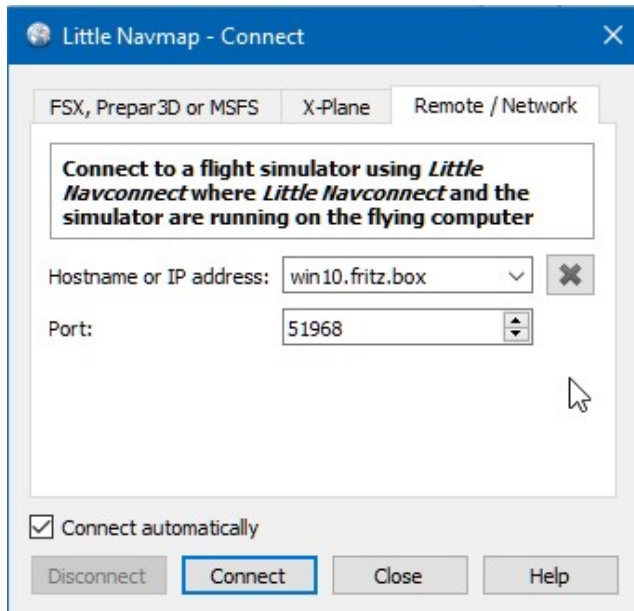 Little Navmap - Connect
FSX, Prepar3D or MSFS X-Plane Remote / Network
Connect to a flight simulator using Little
Navconnect where Little Navconnect and the
simulator are running on the flying computer
Hostname or IP address: win10.fritz.box
Port: 51968
Connect automatically
Disconnect Connect Close Help